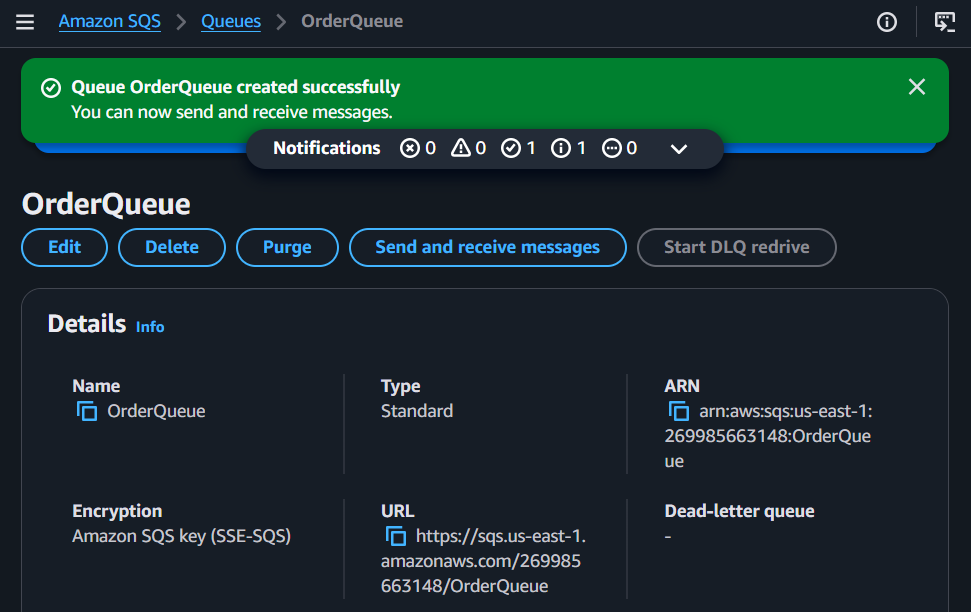 Amazon SQS > Queues > OrderQueue
Queue OrderQueue created successfully
You can now send and receive messages.
Notifications 0 0 1 1 0
OrderQueue
Edit Delete Purge Send and receive messages Start DLQ redrive
Details Info
Name
OrderQueue
Type
Standard
ARN
arn:aws:sqs:us-east-1:
269985663148:OrderQue
ue
Encryption
Amazon SQS key (SSE-SQS)
URL
https://sqs.us-east-1.
amazonaws.com/269985
663148/OrderQueue
Dead-letter queue
-